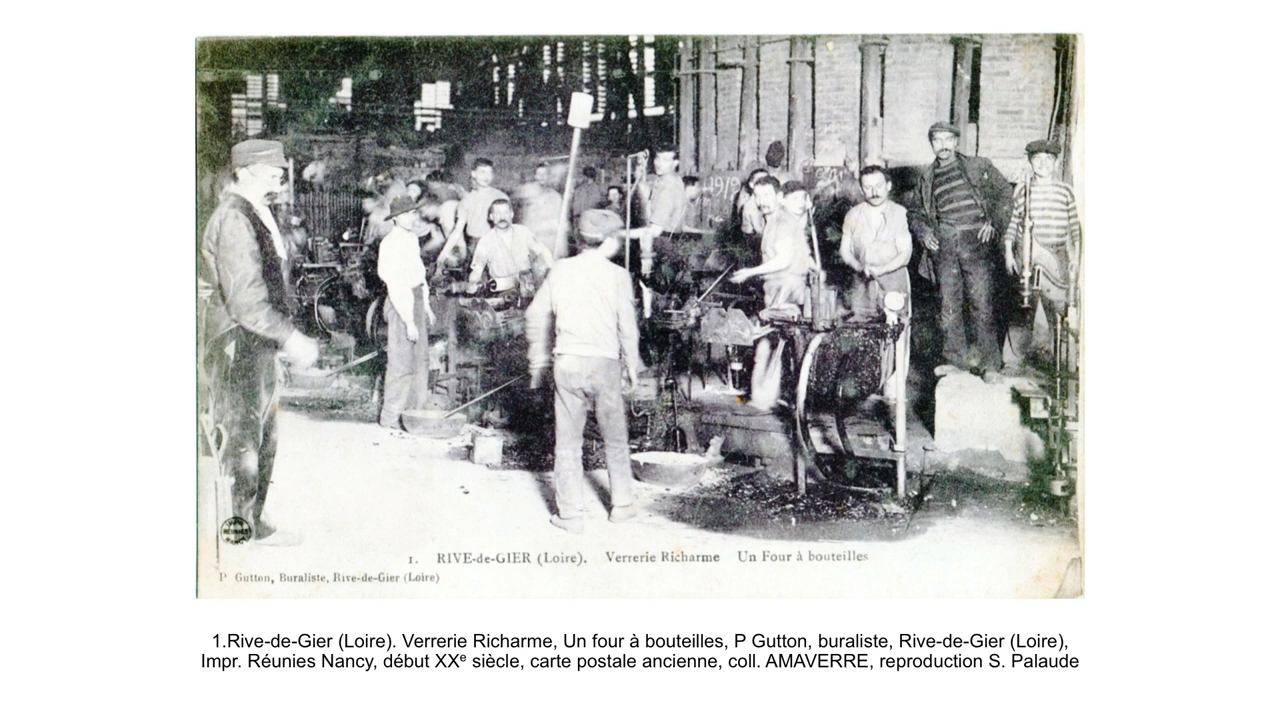 49/9
1. RIVE-de-GIER (Loire). Verrerie Richarme Un Four à bouteilles
P Gutton, Buraliste, Rive-de-Gier (Loire)
1.Rive-de-Gier (Loire). Verrerie Richarme, Un four à bouteilles, P Gutton, buraliste, Rive-de-Gier (Loire),
Impr. Réunies Nancy, début XXᵉ siècle, carte postale ancienne, coll. AMAVERRE, reproduction S. Palaude